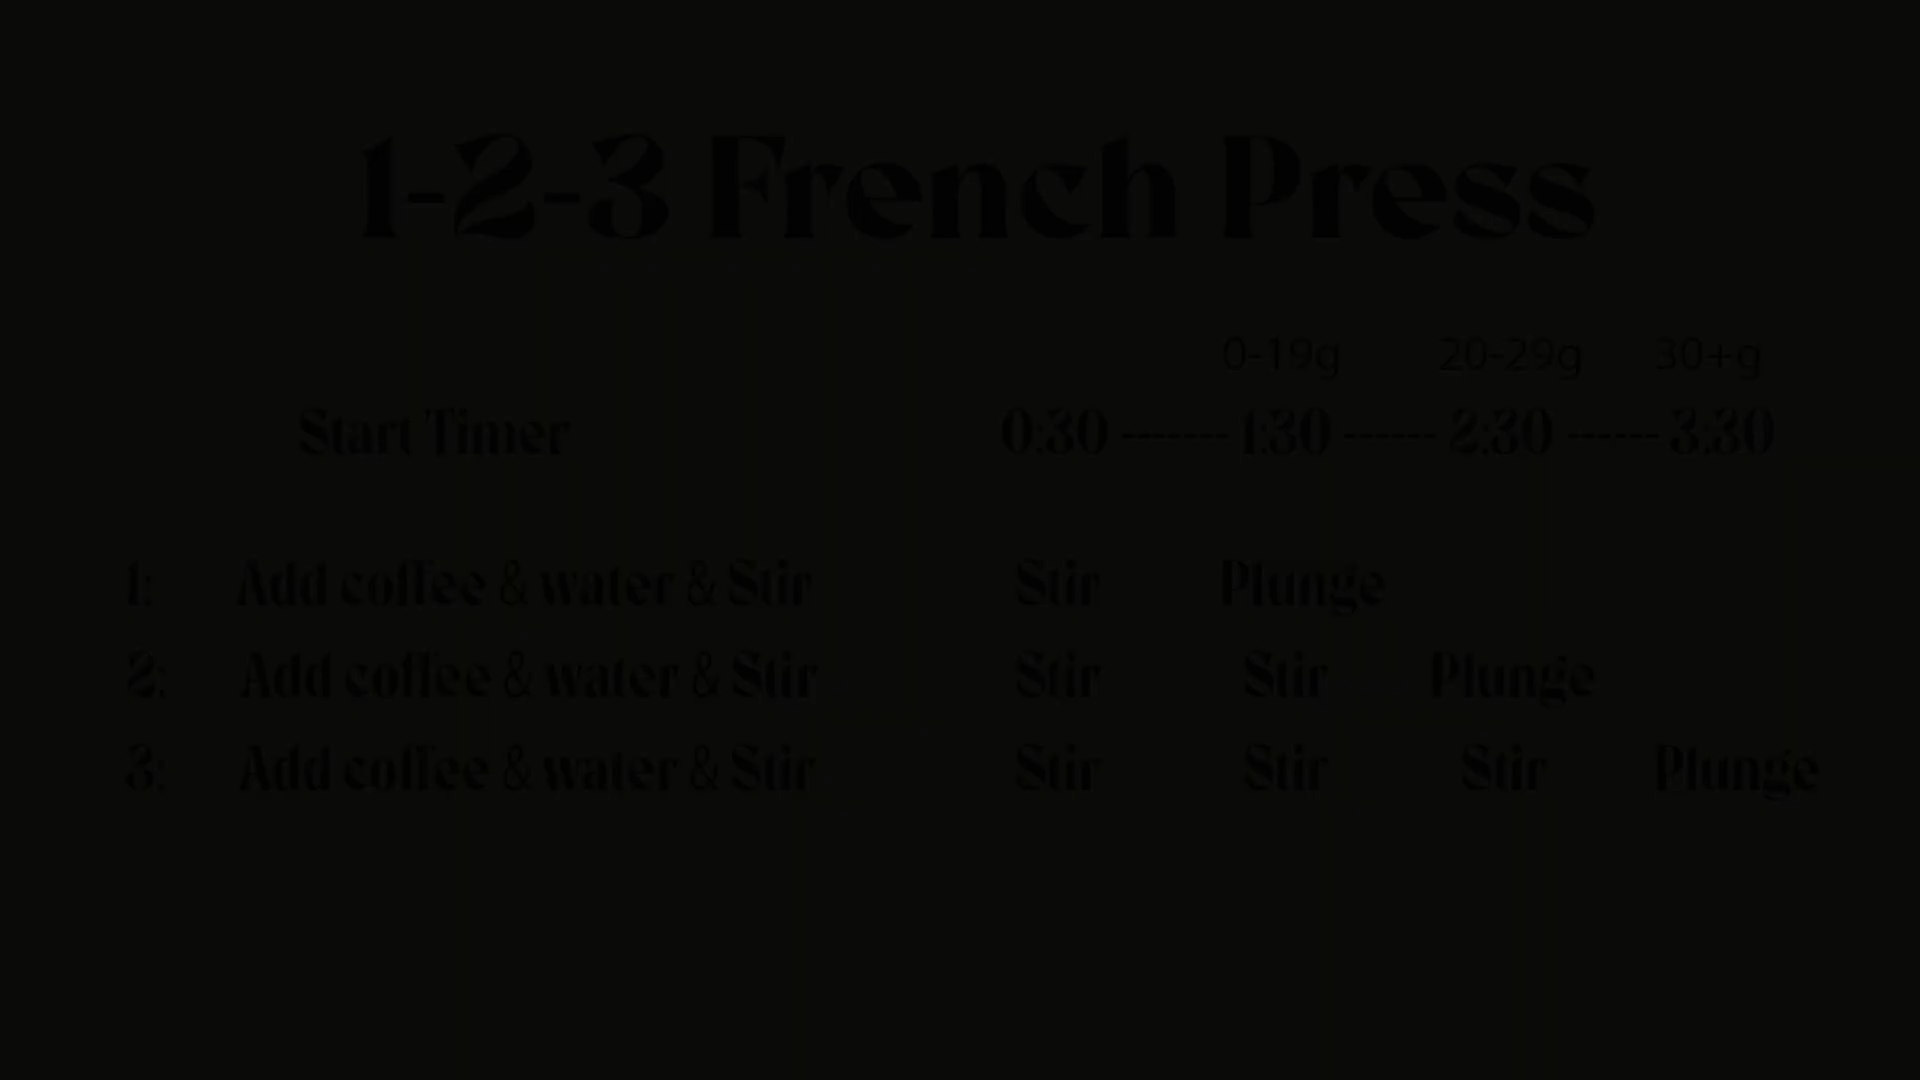 1-2-3 French Press
0-19g 20-29g 30+g
Start Timer 0:30 ------- 1:30 ------ 2:30 ------ 3:30
1: Add coffee & water & Stir Stir Plunge
2: Add coffee & water & Stir Stir Stir Plunge
3: Add coffee & water & Stir Stir Stir Stir Plunge